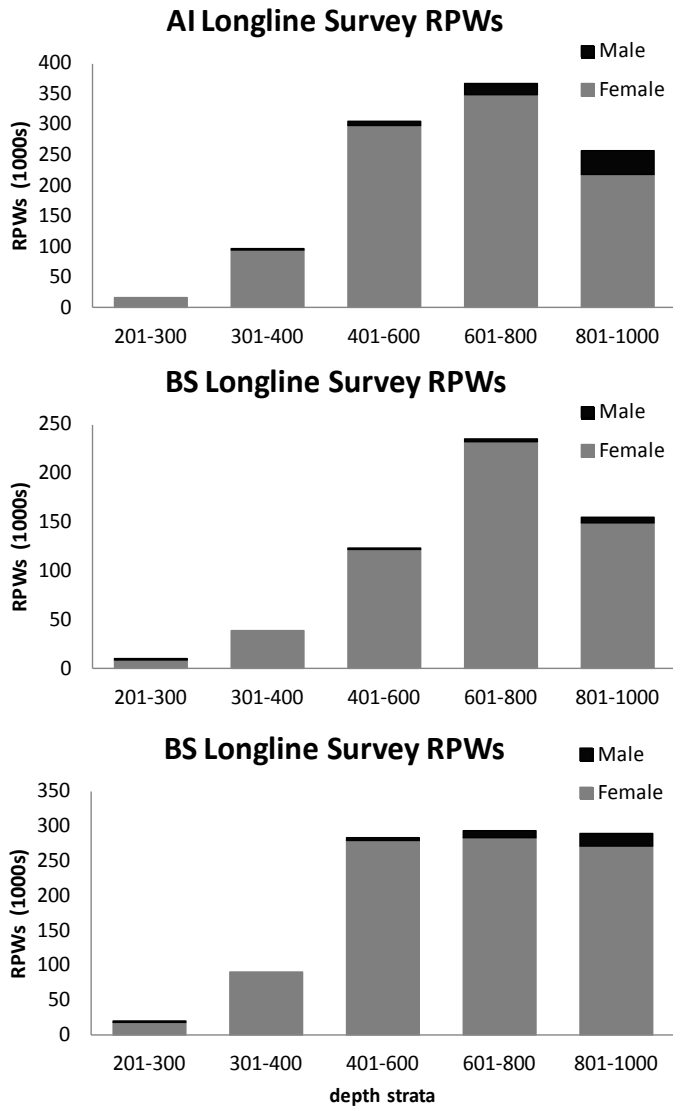 AI Longline Survey RPWs
Male
Female
RPWs (1000s)
400
350
300
250
200
150
100
50
0
201-300 301-400 401-600 601-800 801-1000
BS Longline Survey RPWs
Male
Female
RPWs (1000s)
250
200
150
100
50
0
201-300 301-400 401-600 601-800 801-1000
BS Longline Survey RPWs
Male
Female
RPWs (1000s)
350
300
250
200
150
100
50
0
201-300 301-400 401-600 601-800 801-1000
depth strata